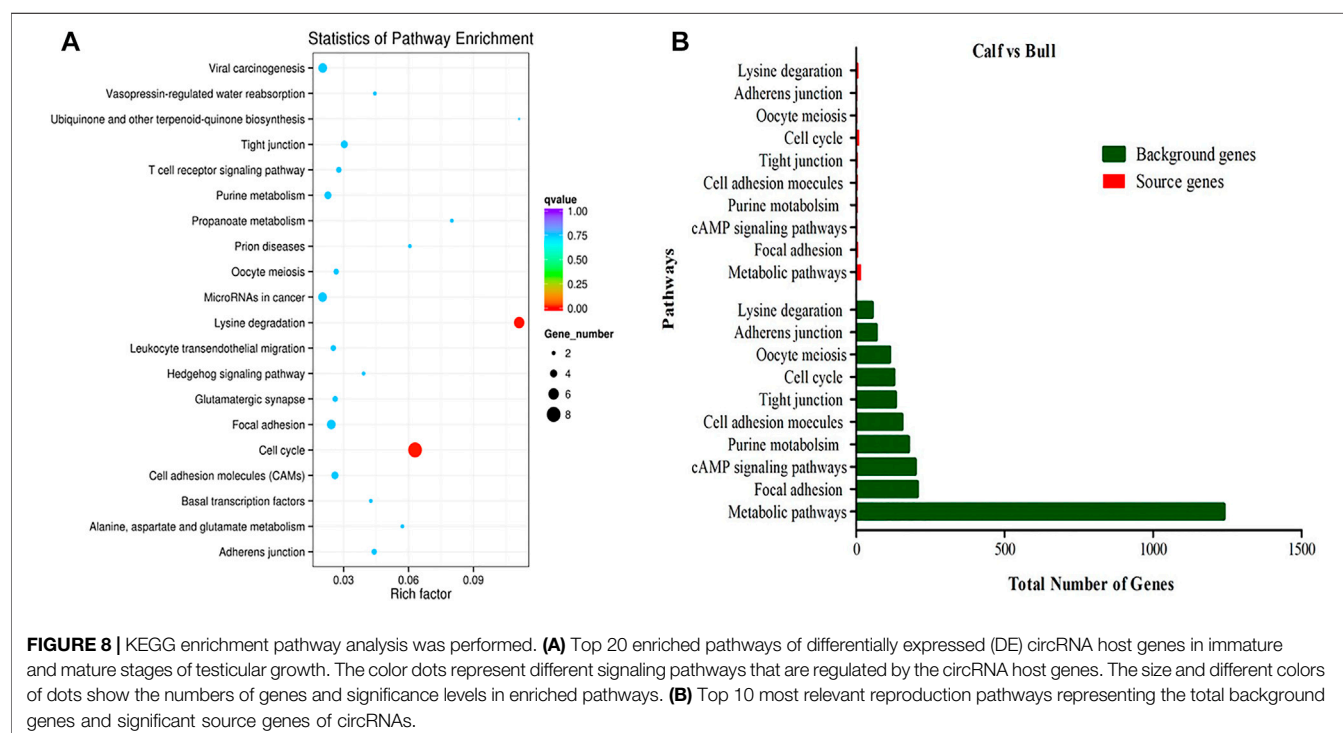 A
Statistics of Pathway Enrichment
Viral carcinogenesis
Vasopressin-regulated water reabsorption
Ubiquinone and other terpenoid-quinone biosynthesis
Tight junction
T cell receptor signaling pathway
Purine metabolism
Propanoate metabolism
Prion diseases
Oocyte meiosis
MicroRNAs in cancer
Lysine degradation
Leukocyte transendothelial migration
Hedgehog signaling pathway
Glutamatergic synapse
Focal adhesion
Cell cycle
Cell adhesion molecules (CAMs)
Basal transcription factors
Alanine, aspartate and glutamate metabolism
Adherens junction
0.03 0.06 0.09
Rich factor
qvalue
1.00
0.75
0.50
0.25
0.00
Gene_number
2
4
6
8
B
Calf vs Bull
Pathways
Lysine degaration
Adherens junction
Oocyte meiosis
Cell cycle
Tight junction
Cell adhesion moecules
Purine motabolsim
cAMP signaling pathways
Focal adhesion
Metabolic pathways
Lysine degaration
Adherens junction
Oocyte meiosis
Cell cycle
Tight junction
Cell adhesion moecules
Purine motabolsim
cAMP signaling pathways
Focal adhesion
Metabolic pathways
Background genes
Source genes
0 500 1000 1500
Total Number of Genes
FIGURE 8 | KEGG enrichment pathway analysis was performed. (A) Top 20 enriched pathways of differentially expressed (DE) circRNA host genes in immature
and mature stages of testicular growth. The color dots represent different signaling pathways that are regulated by the circRNA host genes. The size and different colors
of dots show the numbers of genes and significance levels in enriched pathways. (B) Top 10 most relevant reproduction pathways representing the total background
genes and significant source genes of circRNAs.